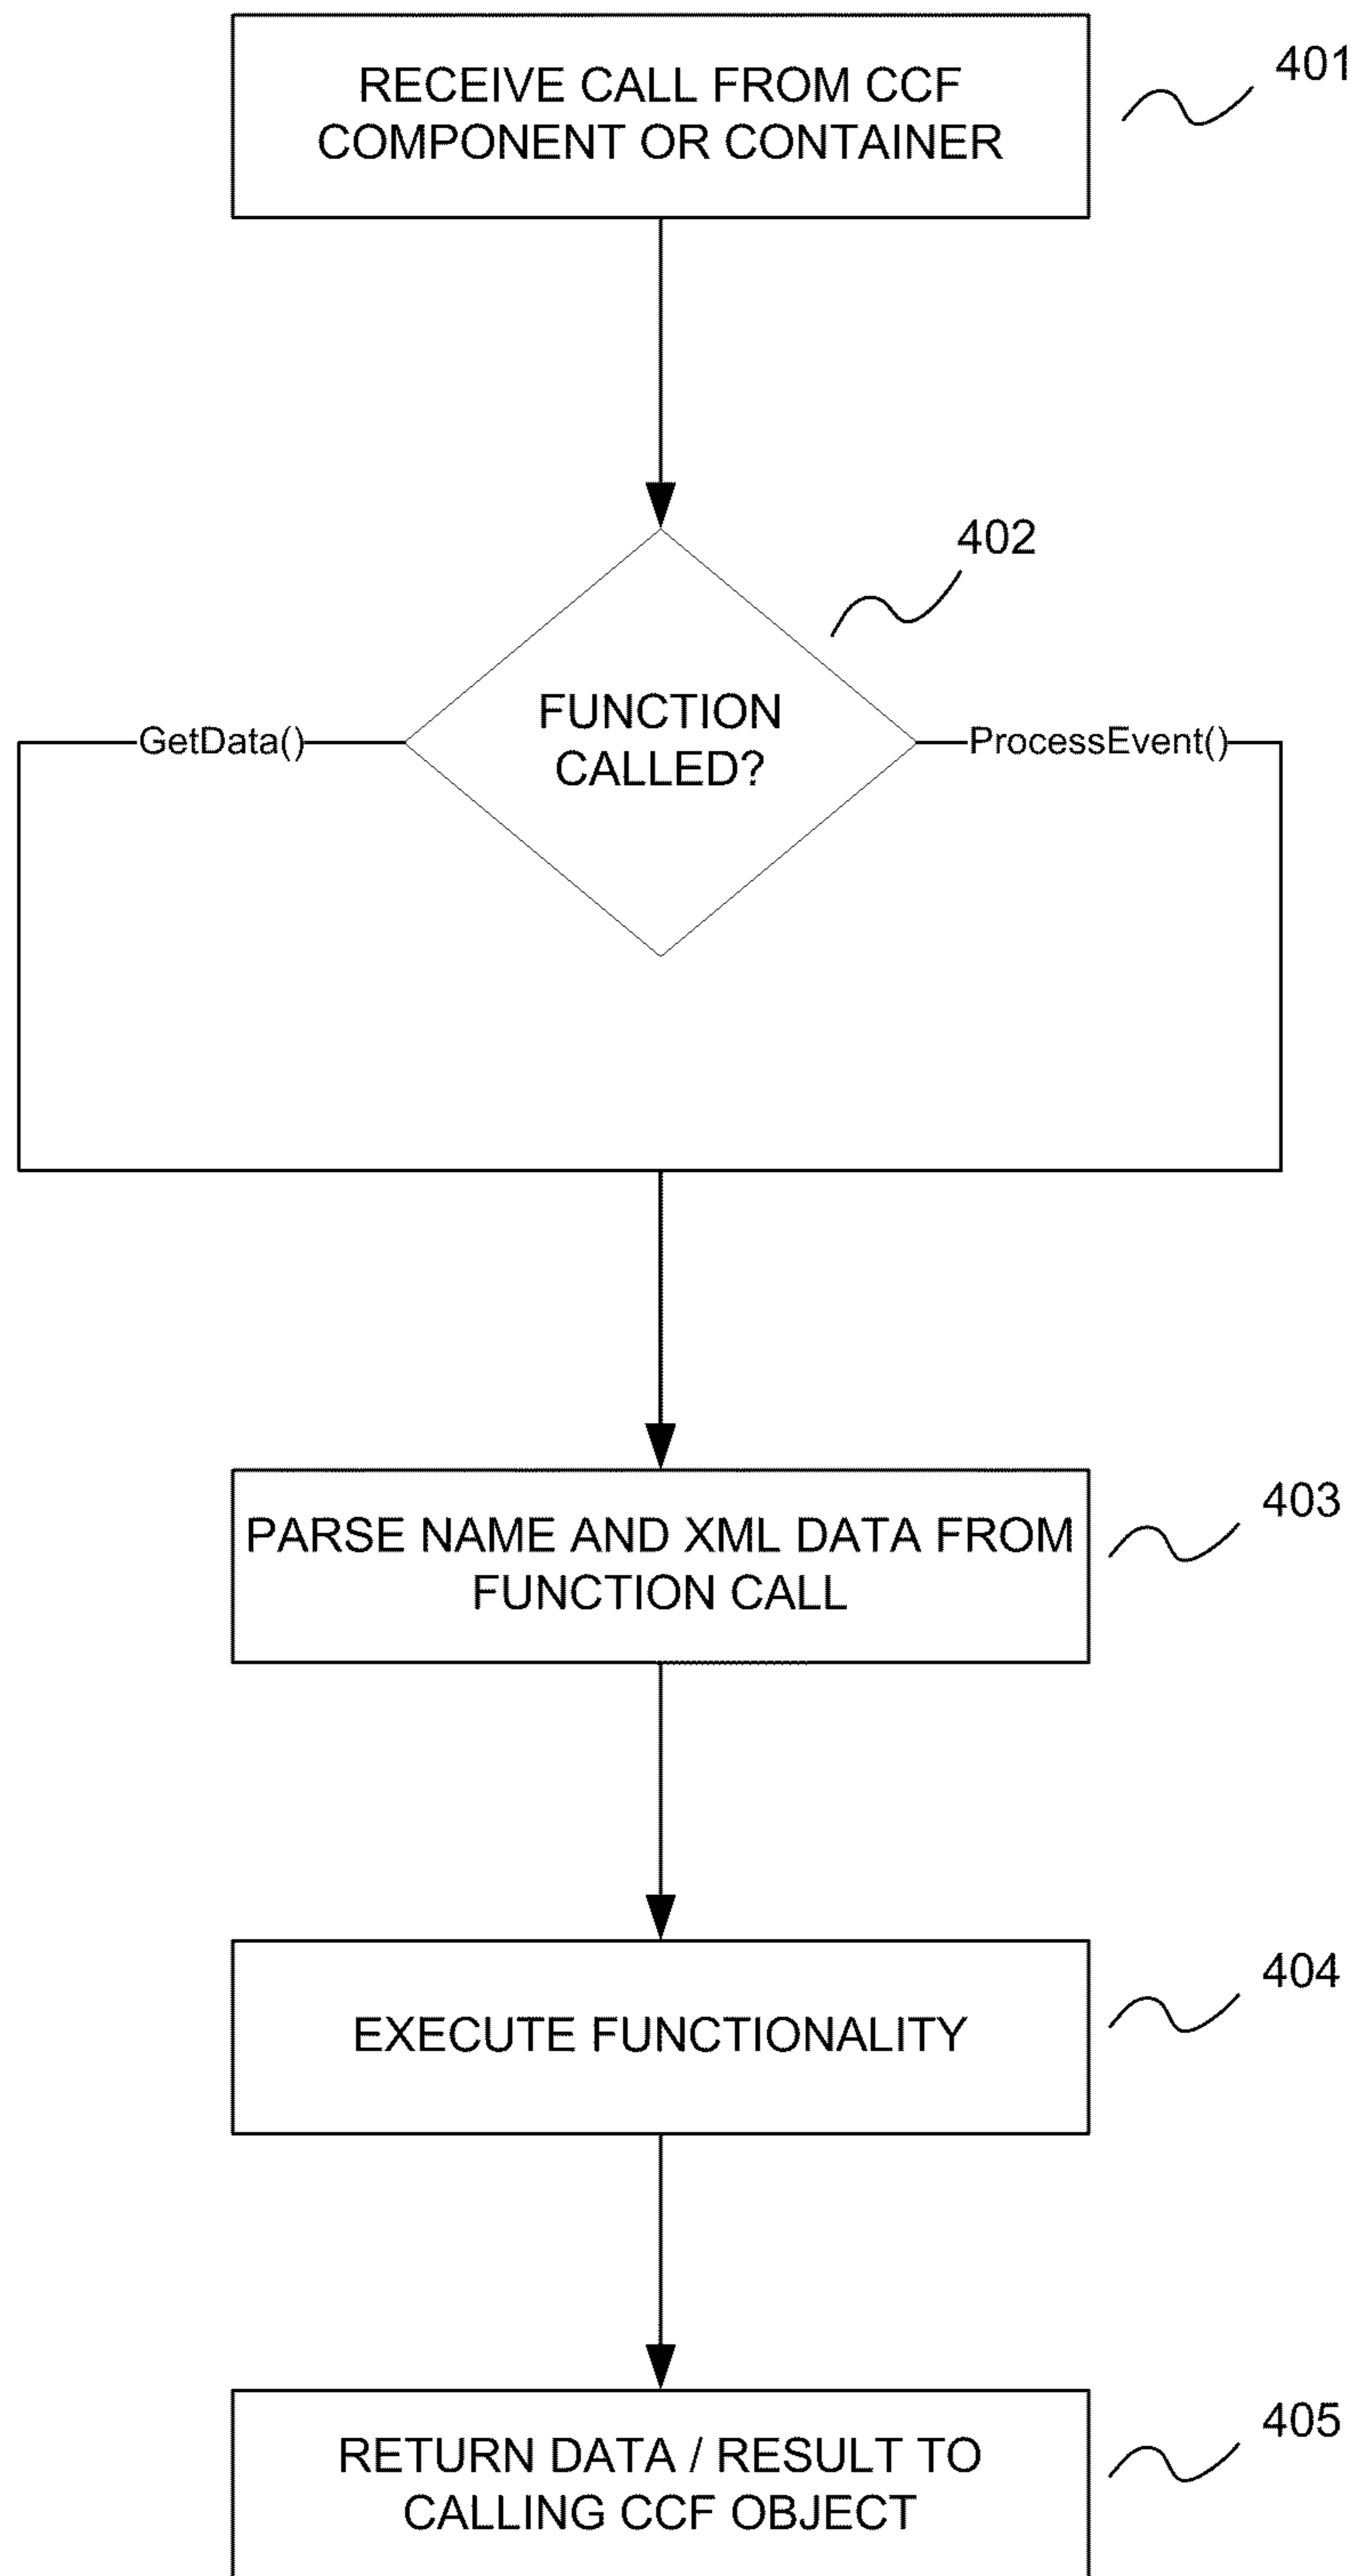 RECEIVE CALL FROM CCF
COMPONENT OR CONTAINER
401
402
FUNCTION
CALLED?
GetData()
ProcessEvent()
PARSE NAME AND XML DATA FROM
FUNCTION CALL
403
EXECUTE FUNCTIONALITY
404
RETURN DATA / RESULT TO
CALLING CCF OBJECT
405